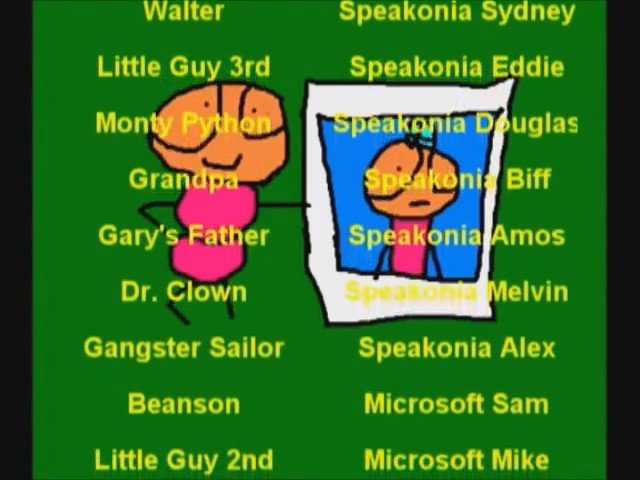 Walter Speakonia Sydney
Little Guy 3rd Speakonia Eddie
Monty Python Speakonia Douglas
Grandpa Speakonia Biff
Gary's Father Speakonia Amos
Dr. Clown Speakonia Melvin
Gangster Sailor Speakonia Alex
Beanson Microsoft Sam
Little Guy 2nd Microsoft Mike